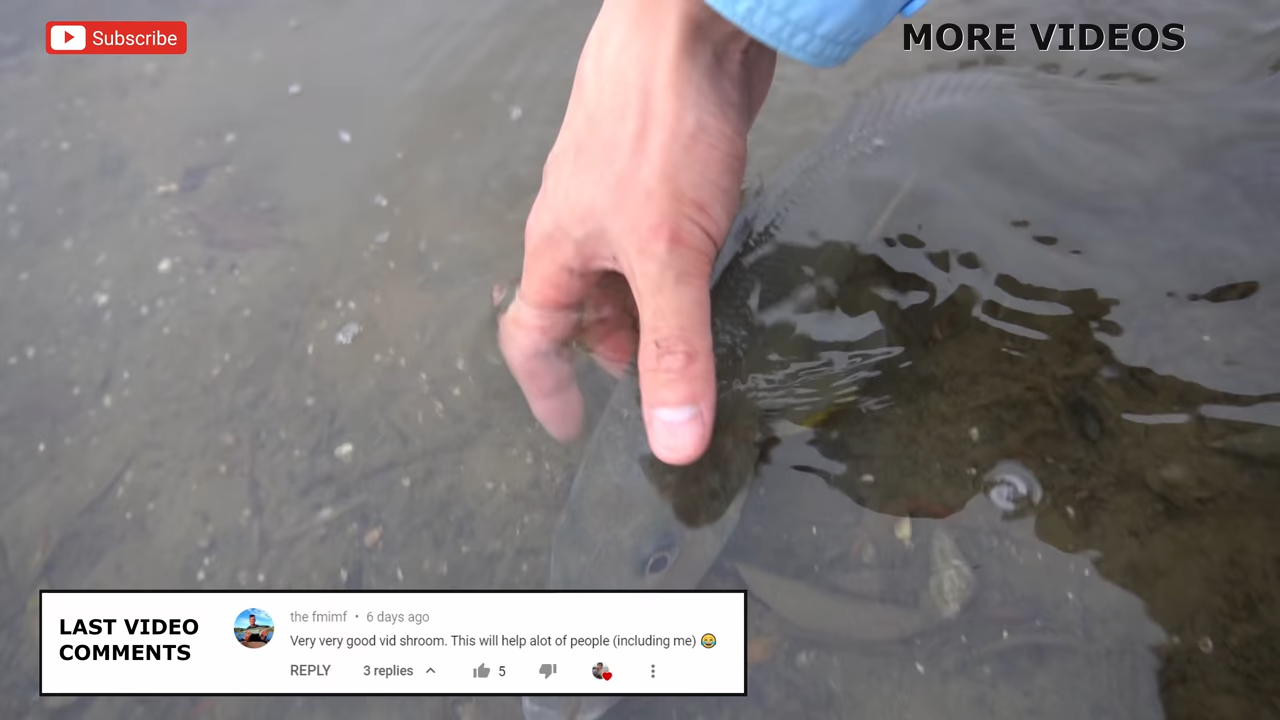 Subscribe
MORE VIDEOS
LAST VIDEO
COMMENTS
the fmimf • 6 days ago
Very very good vid shroom. This will help alot of people (including me) 😂
REPLY 3 replies 5